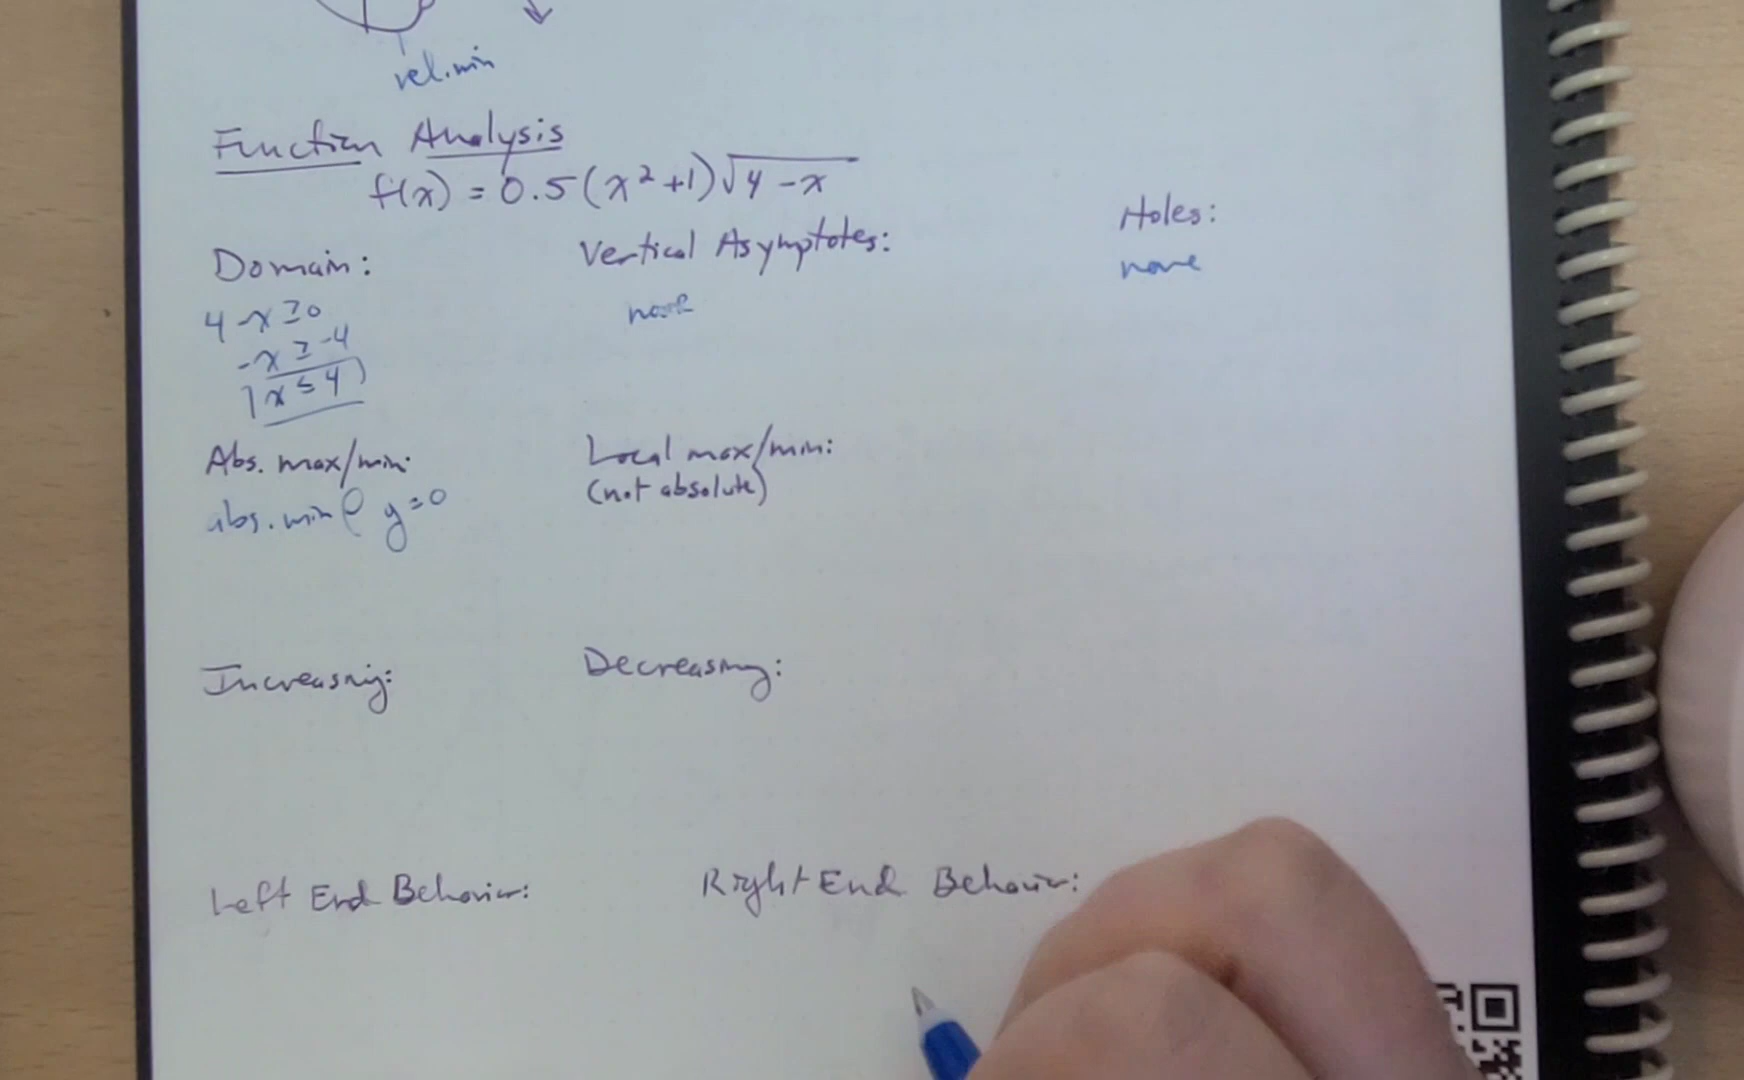 rel.min
Function Analysis
f(x) = 0.5(x²+1)√4-x
Domain:
4-x≥0
-x≥-4
x≤4
Vertical Asymptotes:
none
Holes:
none
Abs. max/min:
abs. min @ y=0
Local max/min:
(not absolute)
Increasing:
Decreasing:
Left End Behavior:
Right End Behavior: